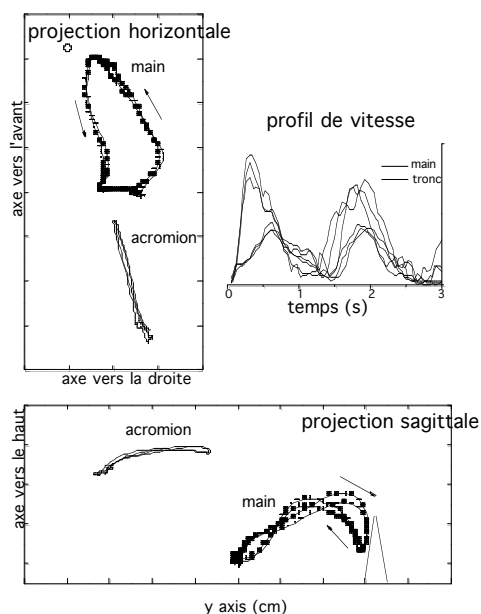 projection horizontale
main
axe vers l'avant
acromion
axe vers la droite
profil de vitesse
main
tronc
0 1 2 3
temps (s)
projection sagittale
acromion
axe vers le haut
main
y axis (cm)